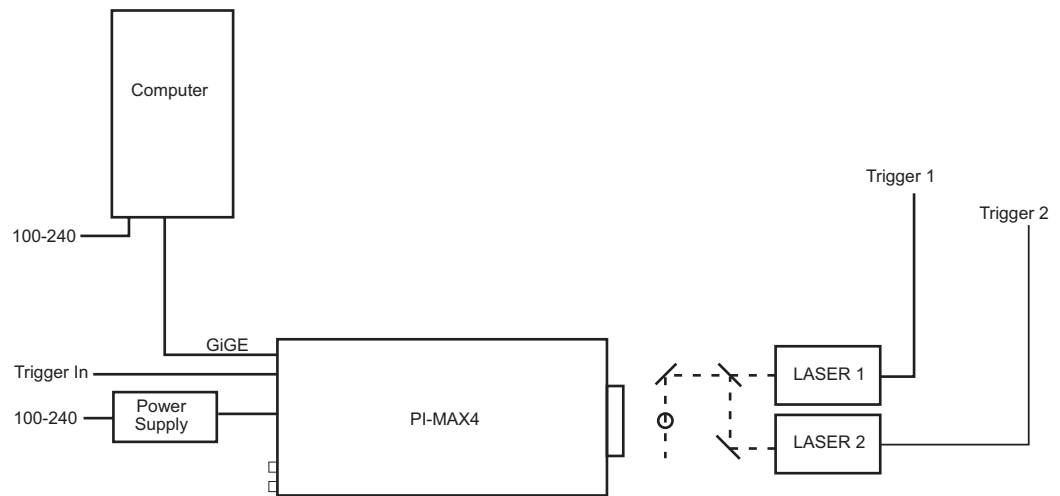 Computer
Trigger 1
Trigger 2
100-240
GiGE
Trigger In
LASER 1
100-240
Power
Supply
PI-MAX4
LASER 2